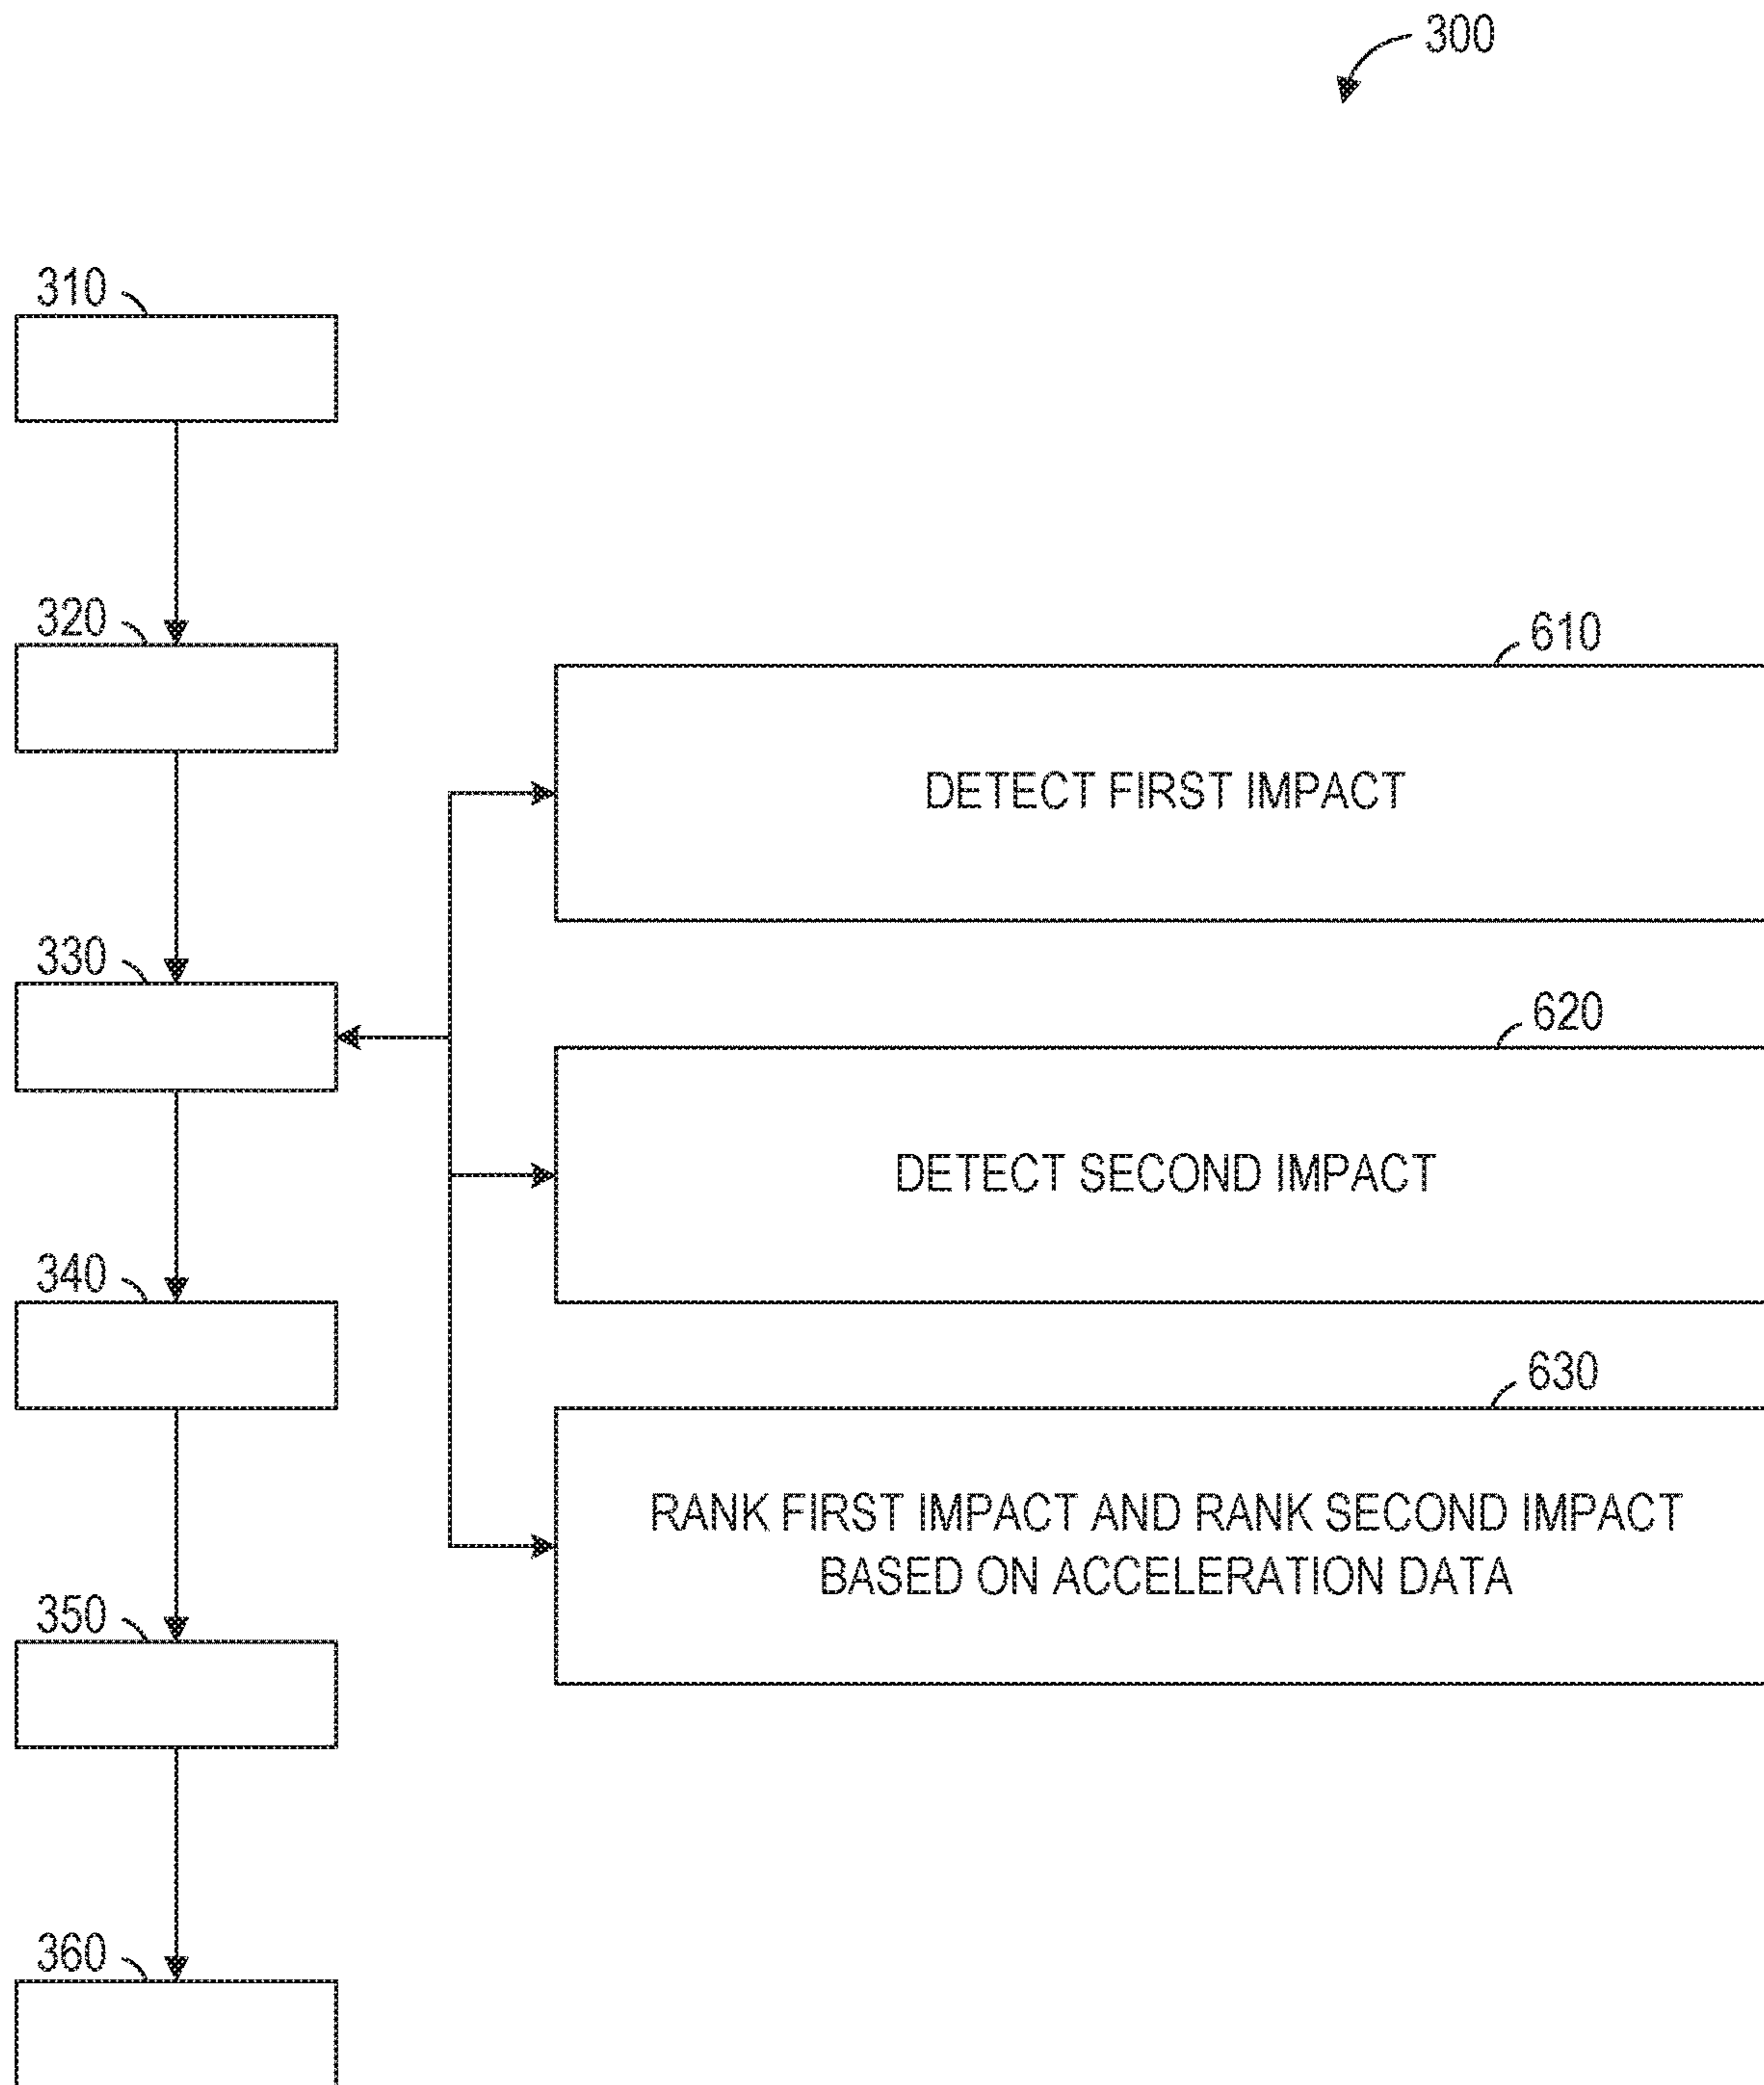 300
310
320
610
DETECT FIRST IMPACT
330
620
DETECT SECOND IMPACT
340
630
RANK FIRST IMPACT AND RANK SECOND IMPACT
BASED ON ACCELERATION DATA
350
360